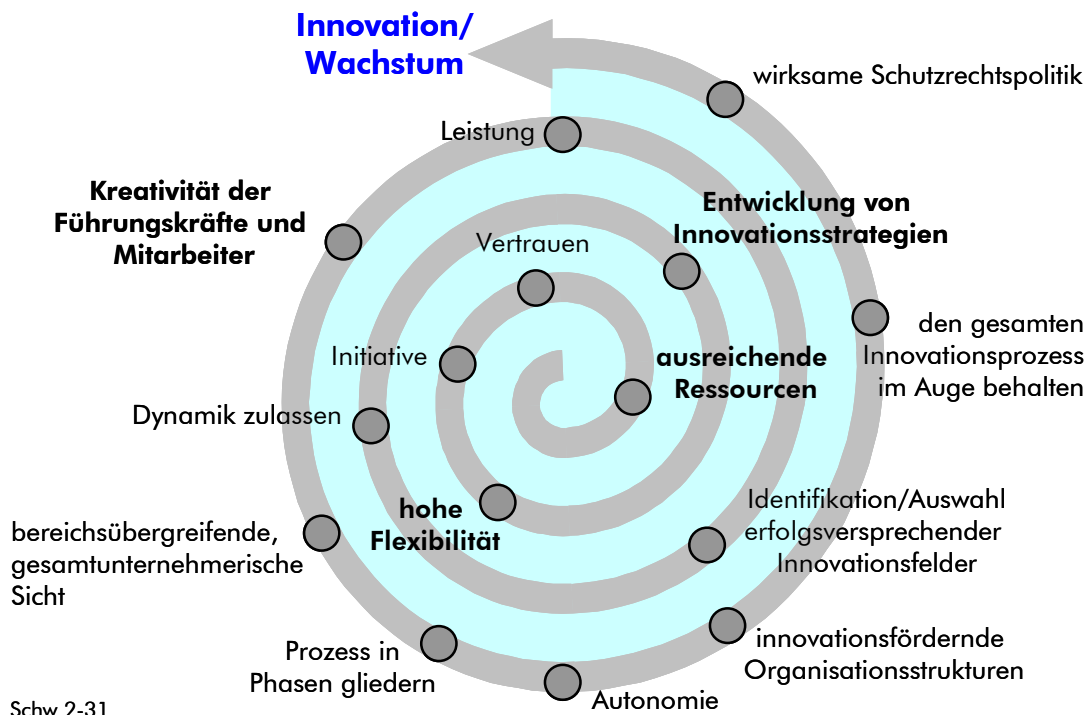 Innovation/
Wachstum
wirksame Schutzrechtspolitik
Leistung
Kreativität der
Führungskräfte und
Mitarbeiter
Entwicklung von
Innovationsstrategien
Vertrauen
den gesamten
Innovationsprozess
im Auge behalten
Initiative
ausreichende
Ressourcen
Dynamik zulassen
hohe
Flexibilität
Identifikation/Auswahl
erfolgsversprechender
Innovationsfelder
bereichsübergreifende,
gesamtunternehmerische
Sicht
innovationsfördernde
Organisationsstrukturen
Prozess in
Phasen gliedern
Autonomie
Schw 2-31